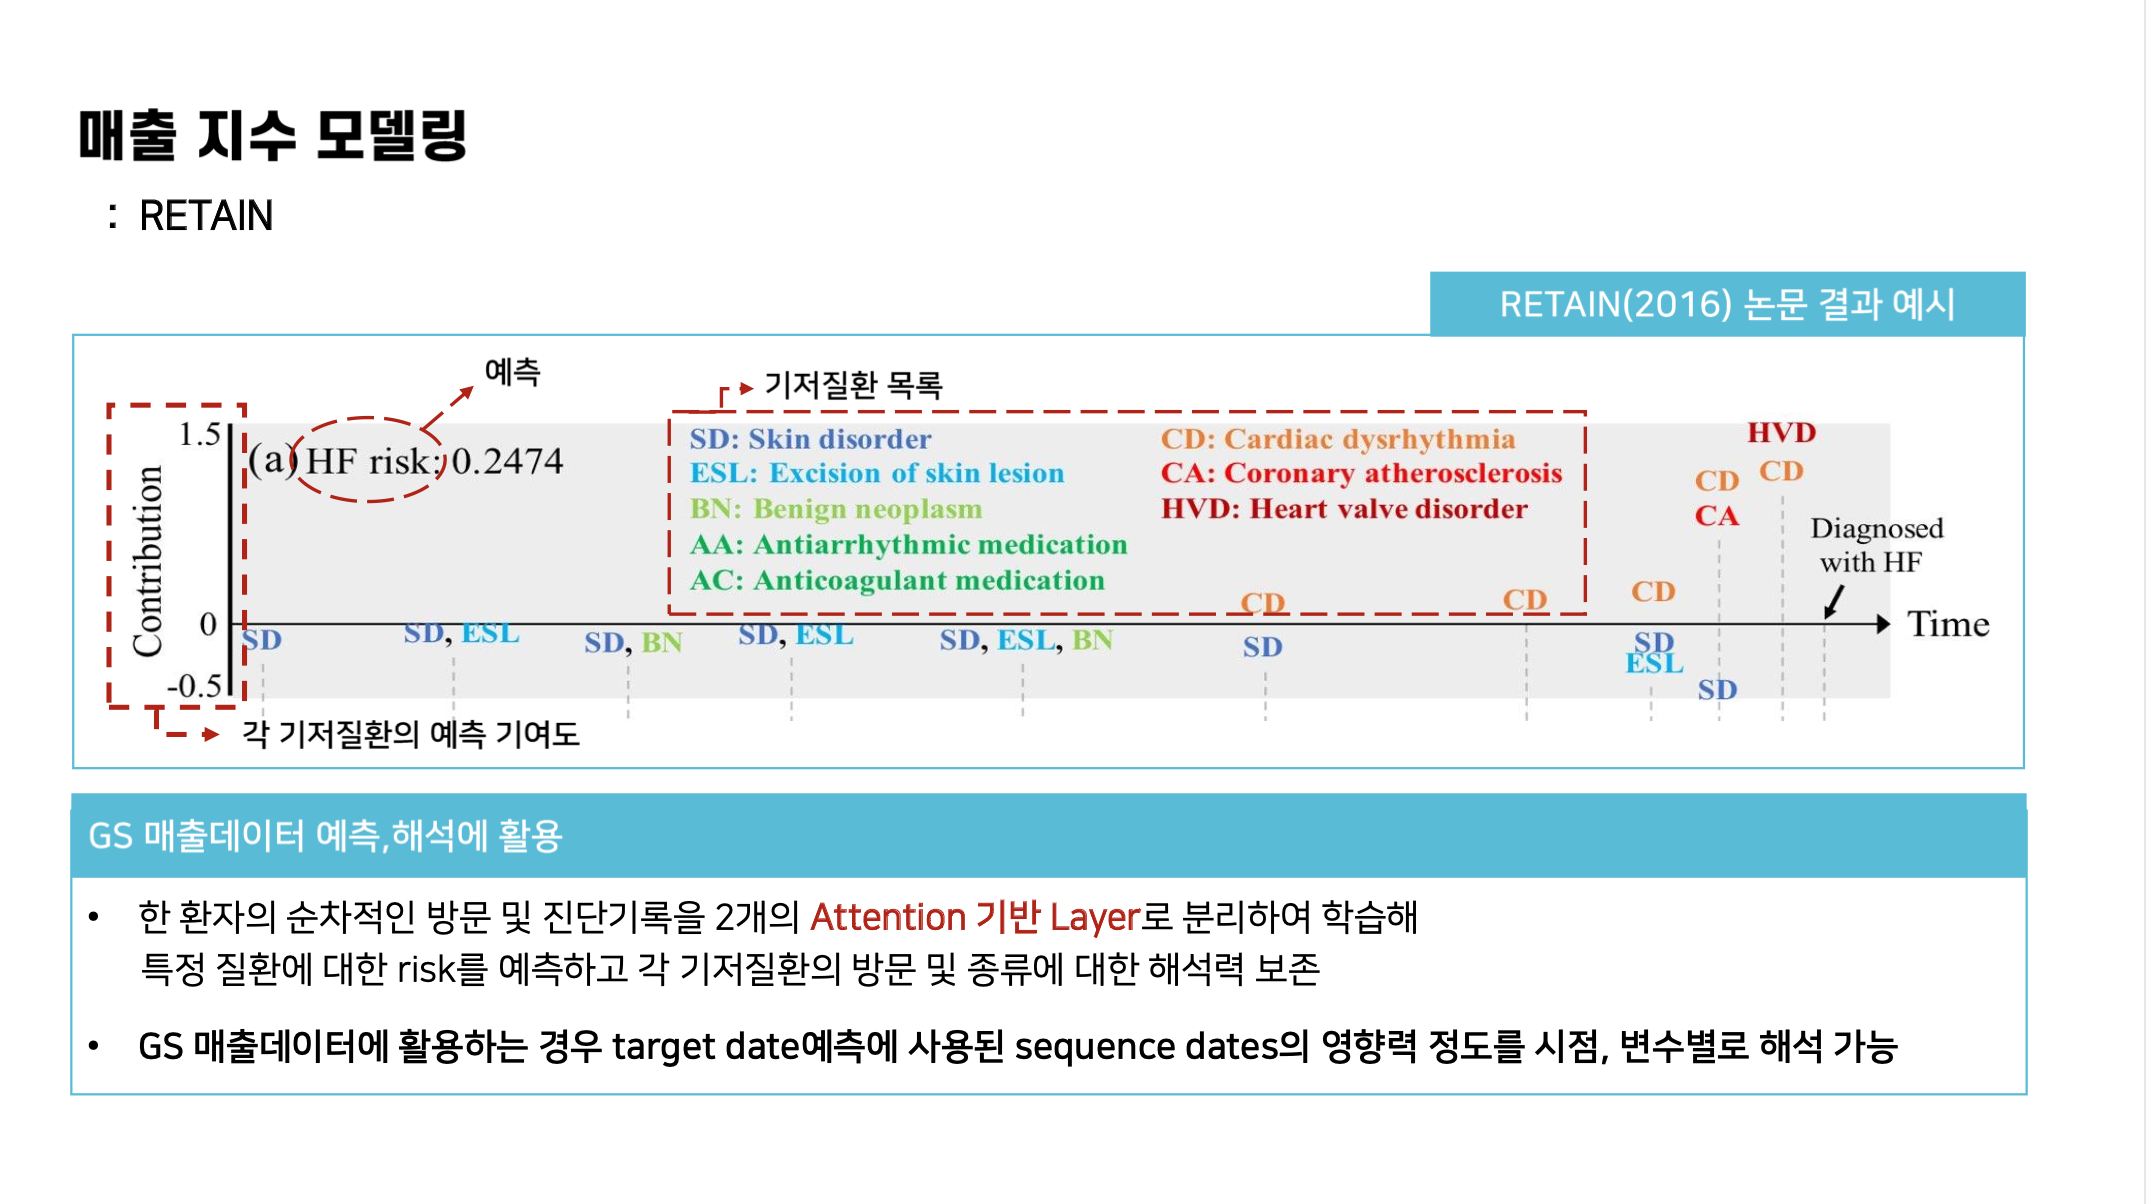 매출 지수 모델링
: RETAIN
RETAIN(2016) 논문 결과 예시
예측
기저질환 목록
1.5
(a) HF risk: 0.2474
SD: Skin disorder
CD: Cardiac dysrhythmia
ESL: Excision of skin lesion
CA: Coronary atherosclerosis
BN: Benign neoplasm
HVD: Heart valve disorder
AA: Antiarrhythmic medication
AC: Anticoagulant medication
HVD
CD
CD
CA
Diagnosed
with HF
Contribution
CD
CD
CD
0
Time
SD
SD, ESL
SD, BN
SD, ESL
SD, ESL, BN
SD
SD
ESL
SD
-0.5
각 기저질환의 예측 기여도
GS 매출데이터 예측,해석에 활용
• 한 환자의 순차적인 방문 및 진단기록을 2개의 Attention 기반 Layer로 분리하여 학습해
특정 질환에 대한 risk를 예측하고 각 기저질환의 방문 및 종류에 대한 해석력 보존
• GS 매출데이터에 활용하는 경우 target date예측에 사용된 sequence dates의 영향력 정도를 시점, 변수별로 해석 가능